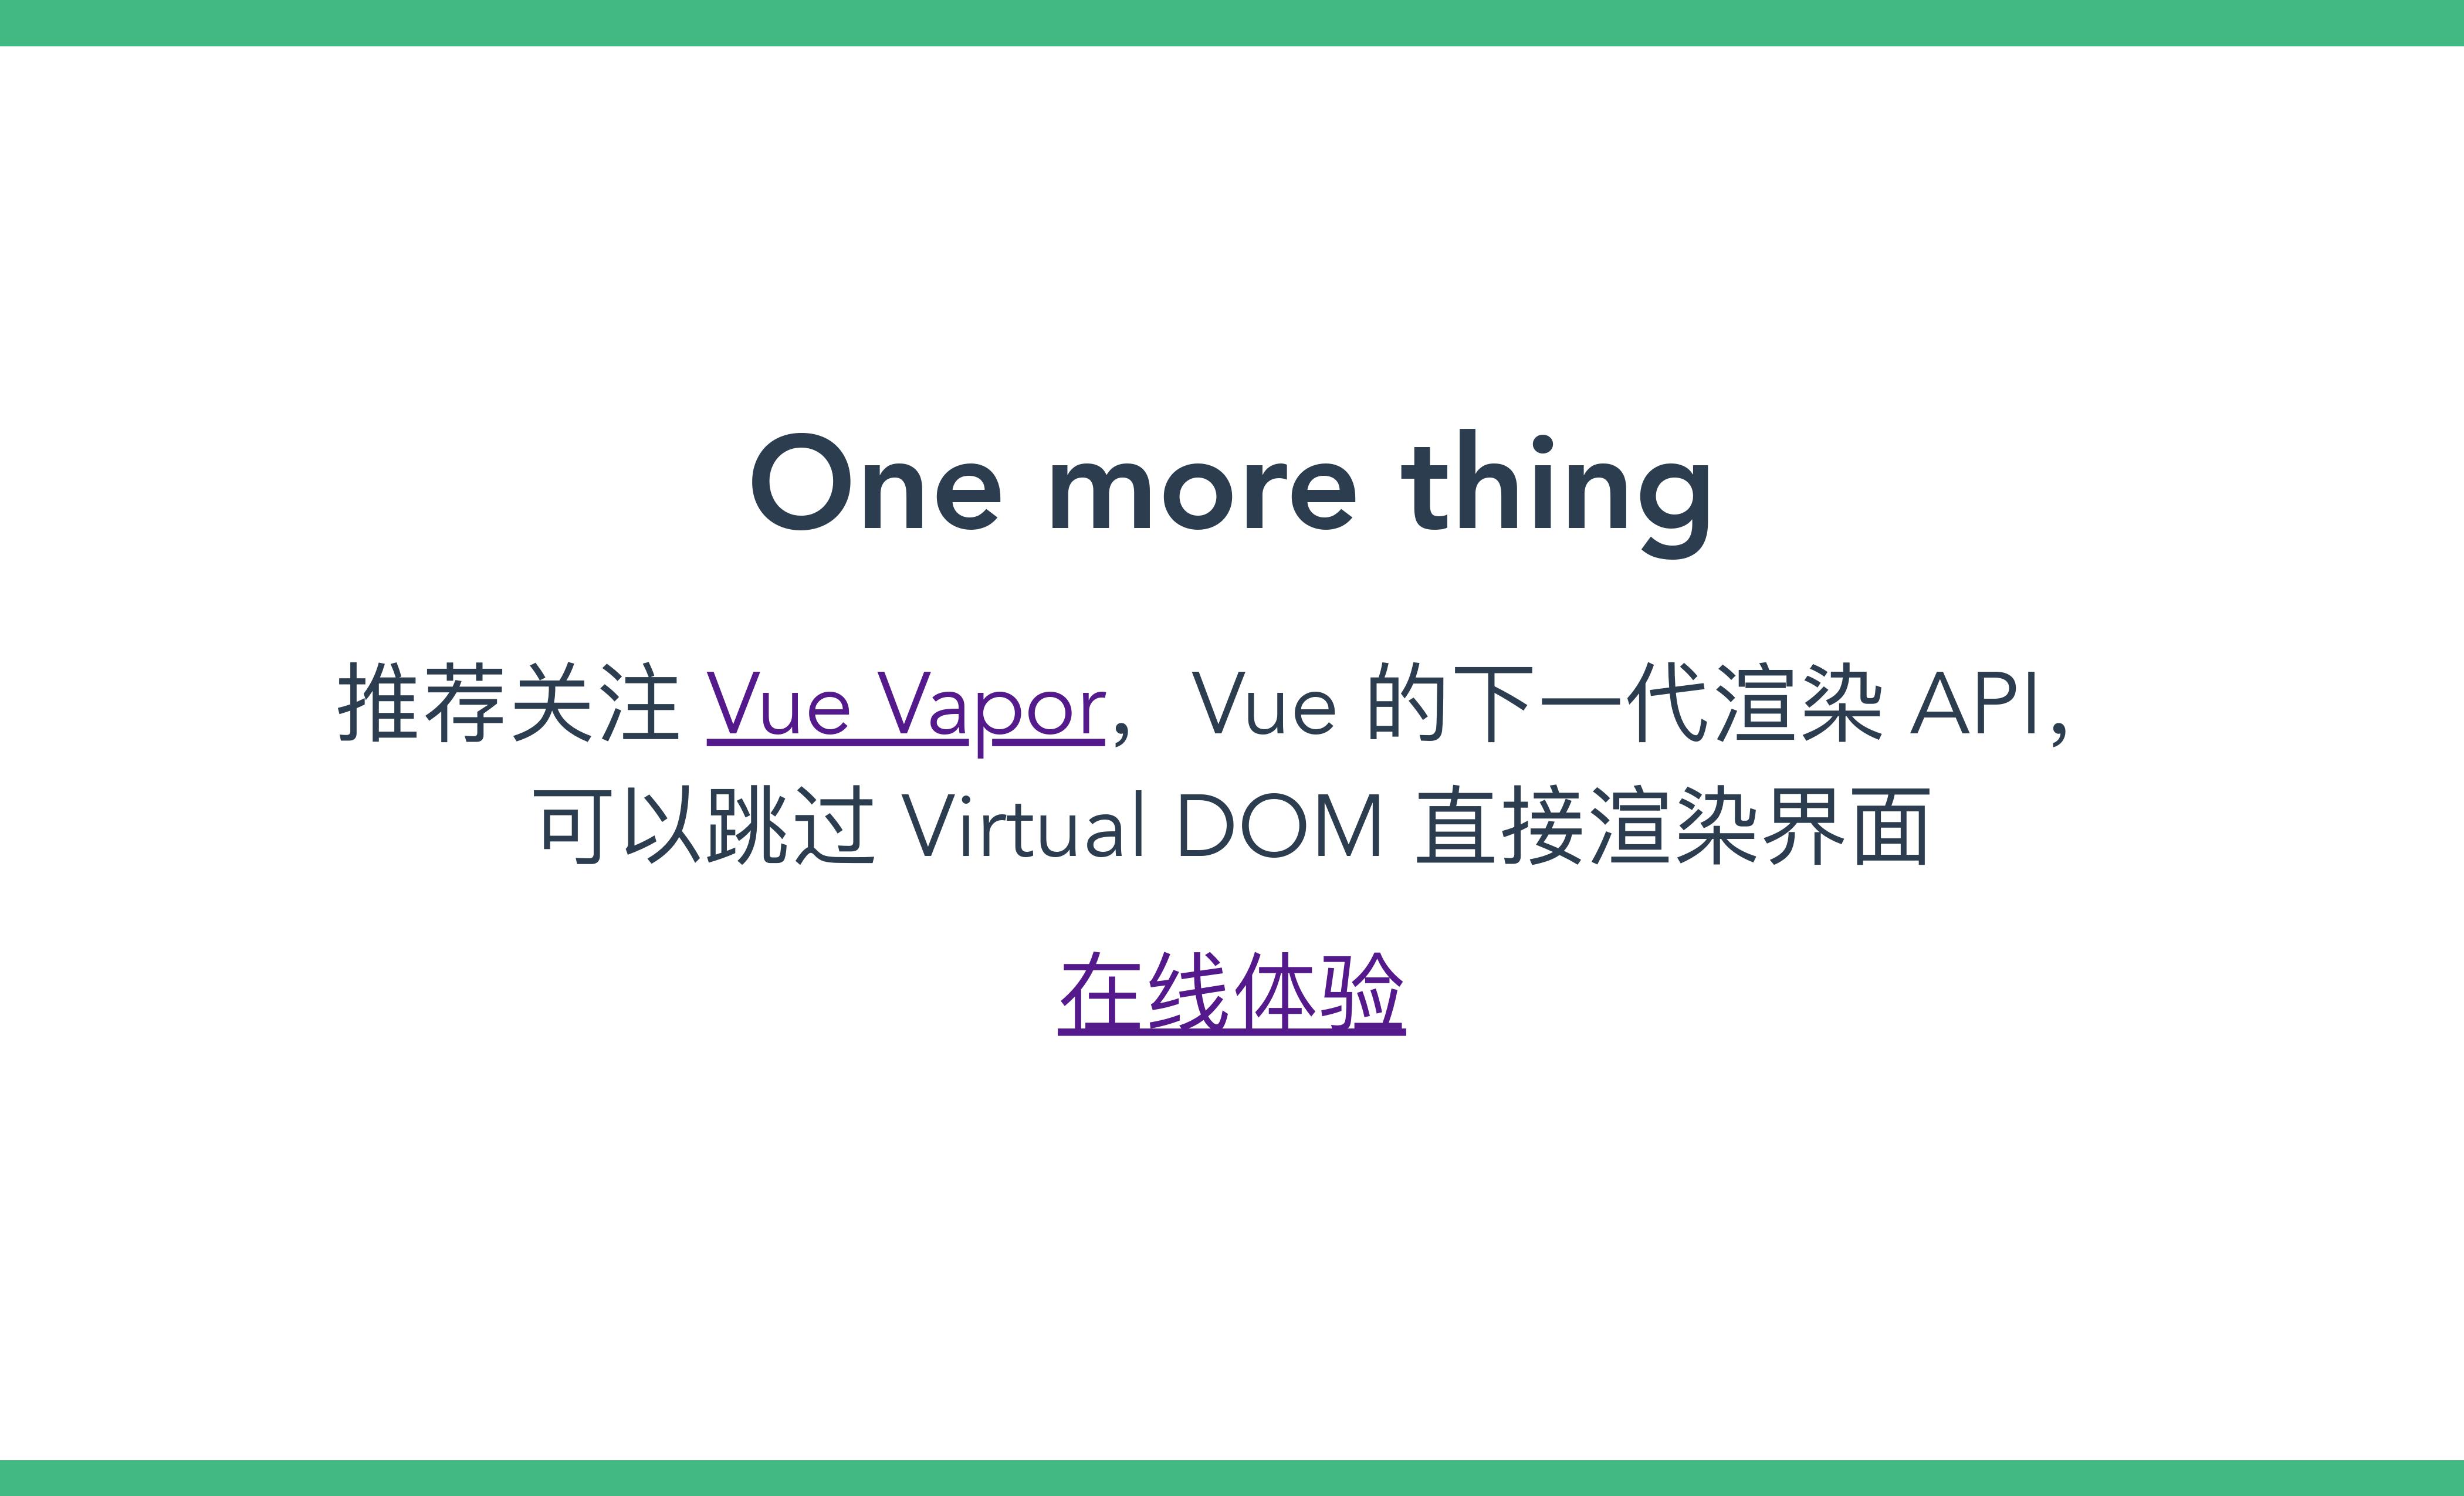 One more thing
推荐关注 Vue Vapor，Vue 的下一代渲染 API，
可以跳过 Virtual DOM 直接渲染界面
在线体验